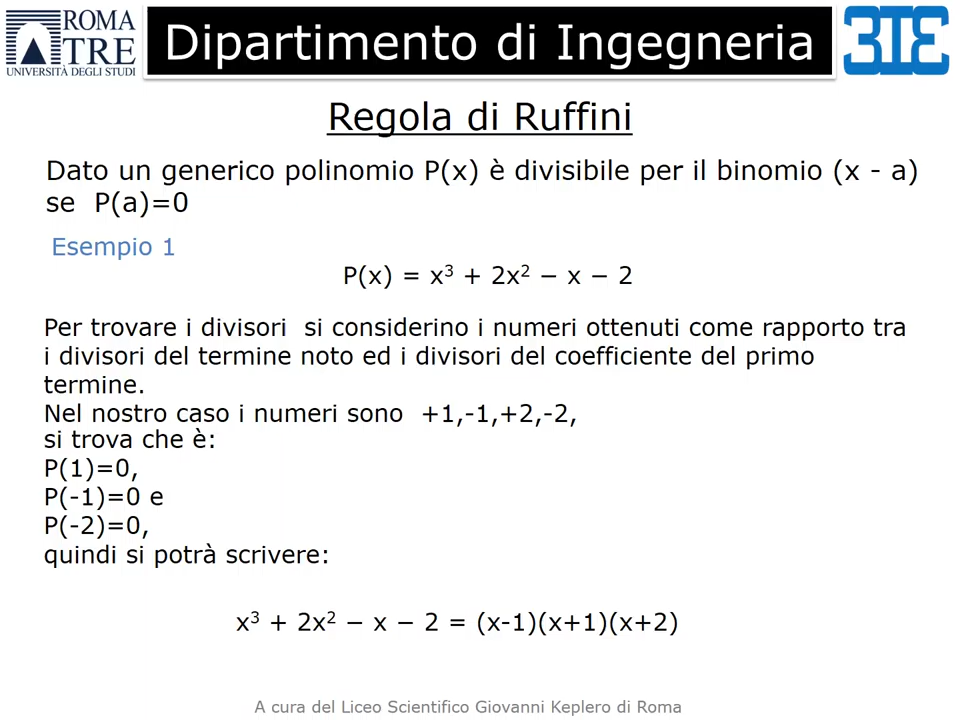 ROMA
TRE
UNIVERSITÀ DEGLI STUDI
Dipartimento di Ingegneria
Regola di Ruffini
Dato un generico polinomio P(x) è divisibile per il binomio (x - a)
se P(a)=0
Esempio 1
P(x) = x³ + 2x² − x − 2
Per trovare i divisori si considerino i numeri ottenuti come rapporto tra
i divisori del termine noto ed i divisori del coefficiente del primo
termine.
Nel nostro caso i numeri sono +1,-1,+2,-2,
si trova che è:
P(1)=0,
P(-1)=0 e
P(-2)=0,
quindi si potrà scrivere:
x³ + 2x² − x − 2 = (x-1)(x+1)(x+2)
A cura del Liceo Scientifico Giovanni Keplero di Roma